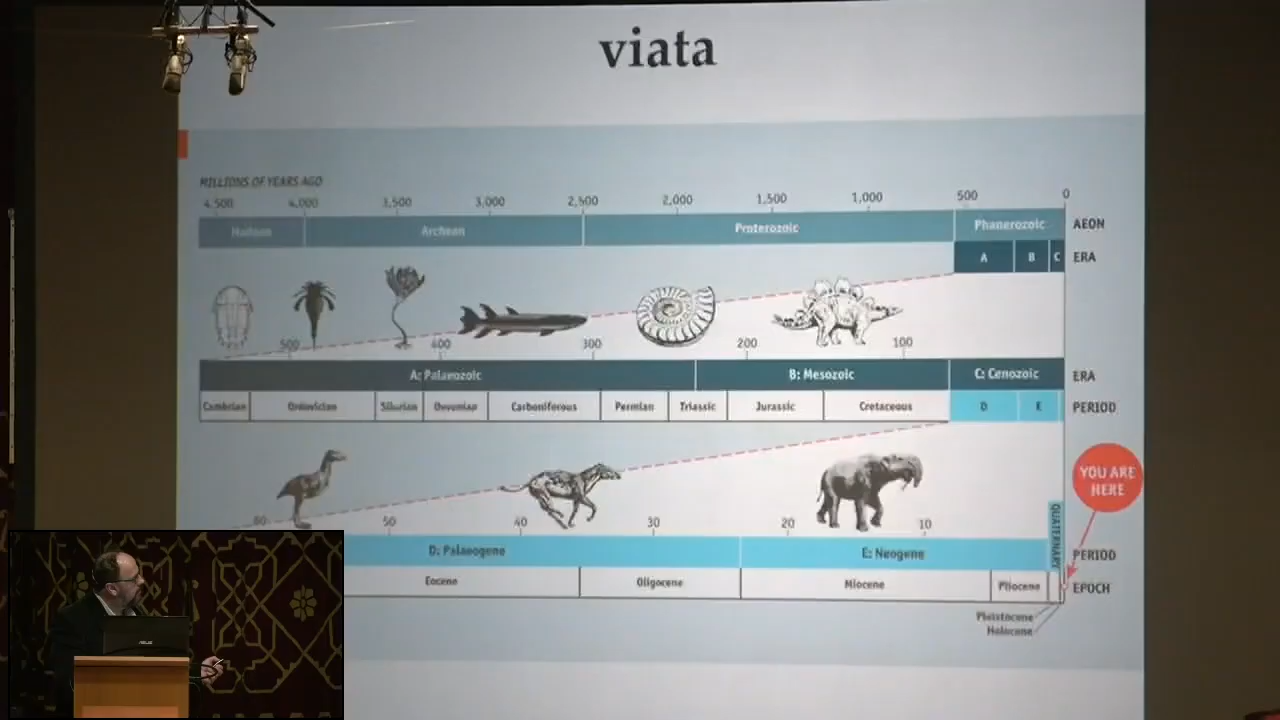 viata
MILLIONS OF YEARS AGO
4,500 4,000 3,500 3,000 2,500 2,000 1,500 1,000 500 0
Hadean Archean Proterozoic Phanerozoic AEON
A B C ERA
500 400 300 200 100
A: Palaeozoic B: Mesozoic C: Cenozoic ERA
Cambrian Ordovician Silurian Devonian Carboniferous Permian Triassic Jurassic Cretaceous D E PERIOD
YOU ARE
HERE
60 50 40 30 20 10
QUATERNARY
D: Palaeogene E: Neogene PERIOD
Eocene Oligocene Miocene Pliocene EPOCH
Pleistocene
Holocene
ASUS